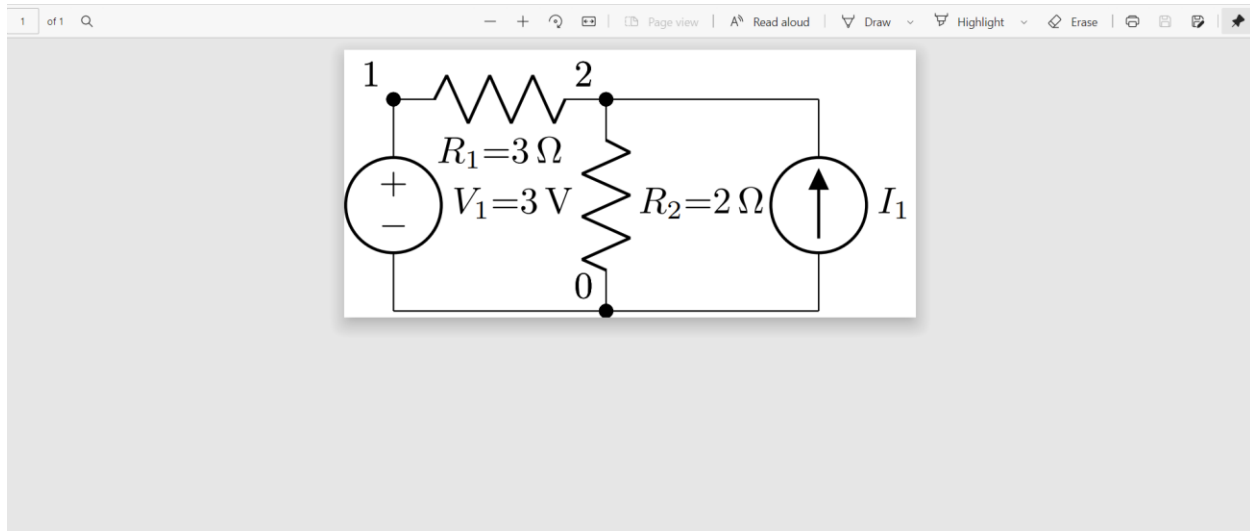 1 of 1 Page view Read aloud Draw Highlight Erase
1 2
R₁=3 Ω
+
V₁=3 V R₂=2 Ω I₁
−
0